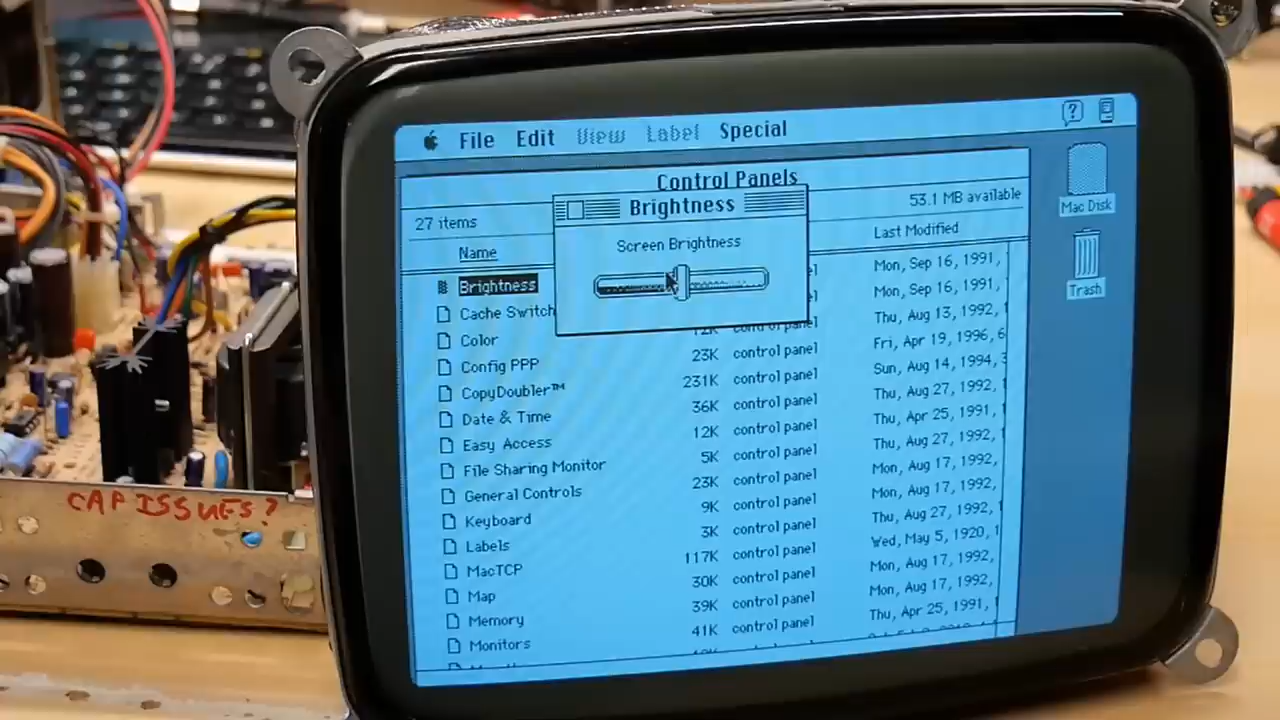 File Edit View Label Special
Control Panels
27 items 53.1 MB available
Brightness
Screen Brightness
Name Last Modified
Brightness Mon, Sep 16, 1991,
Cache Switch Mon, Sep 16, 1991,
Color 12K control panel Thu, Aug 13, 1992,
Config PPP 23K control panel Fri, Apr 19, 1996, 6
CopyDoubler™ 231K control panel Sun, Aug 14, 1994, 3
Date & Time 36K control panel Thu, Aug 27, 1992,
Easy Access 12K control panel Thu, Apr 25, 1991,
File Sharing Monitor 5K control panel Thu, Aug 27, 1992,
General Controls 23K control panel Mon, Aug 17, 1992,
Keyboard 9K control panel Mon, Aug 17, 1992,
Labels 3K control panel Thu, Aug 27, 1992,
MacTCP 117K control panel Wed, May 5, 1920,
Map 30K control panel Mon, Aug 17, 1992,
Memory 39K control panel Mon, Aug 17, 1992,
Monitors 41K control panel Thu, Apr 25, 1991,
Mac Disk
Trash
CAP ISSUES?